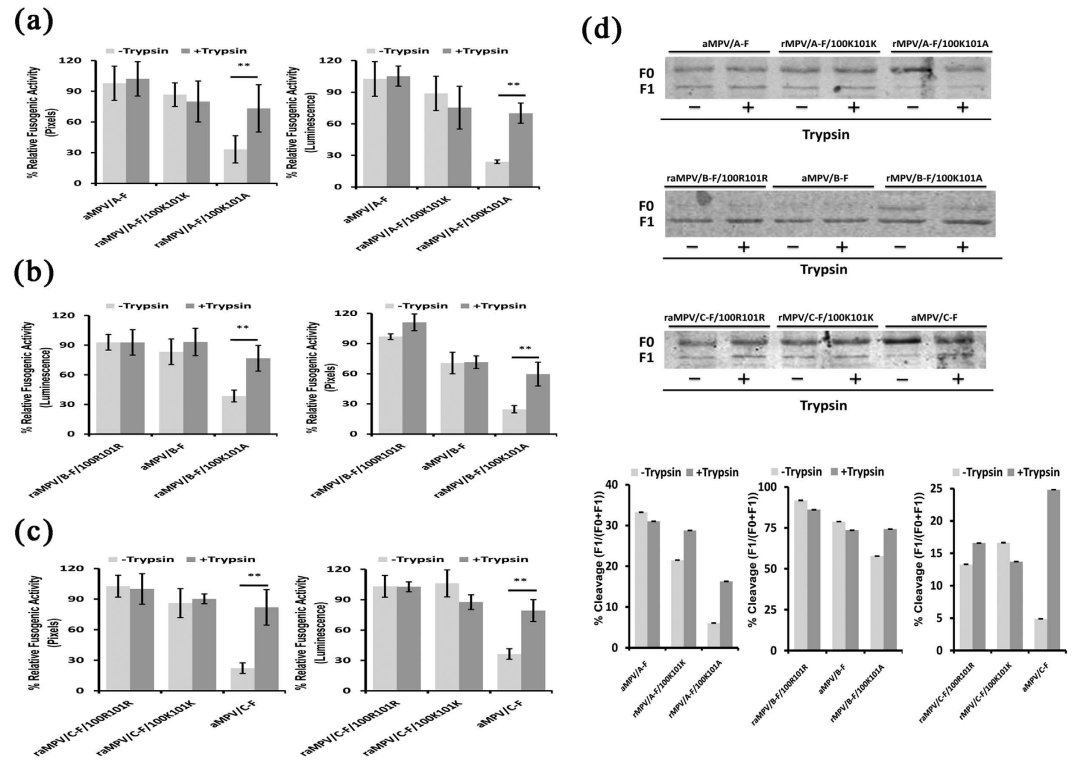 (a)
-Trypsin +Trypsin
% Relative Fusogenic Activity
(Pixels)
120
90
60
30
0
**
aMPV/A-F
raMPV/A-F/100K101K
raMPV/A-F/100K101A
-Trypsin +Trypsin
% Relative Fusogenic Activity
(Luminescence)
120
90
60
30
0
**
aMPV/A-F
raMPV/A-F/100K101K
raMPV/A-F/100K101A
(b)
-Trypsin +Trypsin
% Relative Fusogenic Activity
(Luminescence)
120
90
60
30
0
**
raMPV/B-F/100R101R
aMPV/B-F
raMPV/B-F/100K101A
-Trypsin +Trypsin
% Relative Fusogenic Activity
(Pixels)
120
90
60
30
0
**
raMPV/B-F/100R101R
aMPV/B-F
raMPV/B-F/100K101A
(c)
-Trypsin +Trypsin
% Relative Fusogenic Activity
(Pixels)
120
90
60
30
0
**
raMPV/C-F/100R101R
raMPV/C-F/100K101K
aMPV/C-F
-Trypsin +Trypsin
% Relative Fusogenic Activity
(Luminescence)
120
90
60
30
0
**
raMPV/C-F/100R101R
raMPV/C-F/100K101K
aMPV/C-F
(d)
aMPV/A-F rMPV/A-F/100K101K rMPV/A-F/100K101A
F0
F1
− + − + − +
Trypsin
raMPV/B-F/100R101R aMPV/B-F rMPV/B-F/100K101A
F0
F1
− + − + − +
Trypsin
raMPV/C-F/100R101R rMPV/C-F/100K101K aMPV/C-F
F0
F1
− + − + − +
Trypsin
-Trypsin +Trypsin
% Cleavage (F1/(F0+F1))
40
30
20
10
0
aMPV/A-F
rMPV/A-F/100K101K
rMPV/A-F/100K101A
-Trypsin +Trypsin
% Cleavage (F1/(F0+F1))
100
75
50
25
0
raMPV/B-F/100R101R
aMPV/B-F
rMPV/B-F/100K101A
-Trypsin +Trypsin
% Cleavage (F1/(F0+F1))
25
20
15
10
5
0
raMPV/C-F/100R101R
rMPV/C-F/100K101K
aMPV/C-F